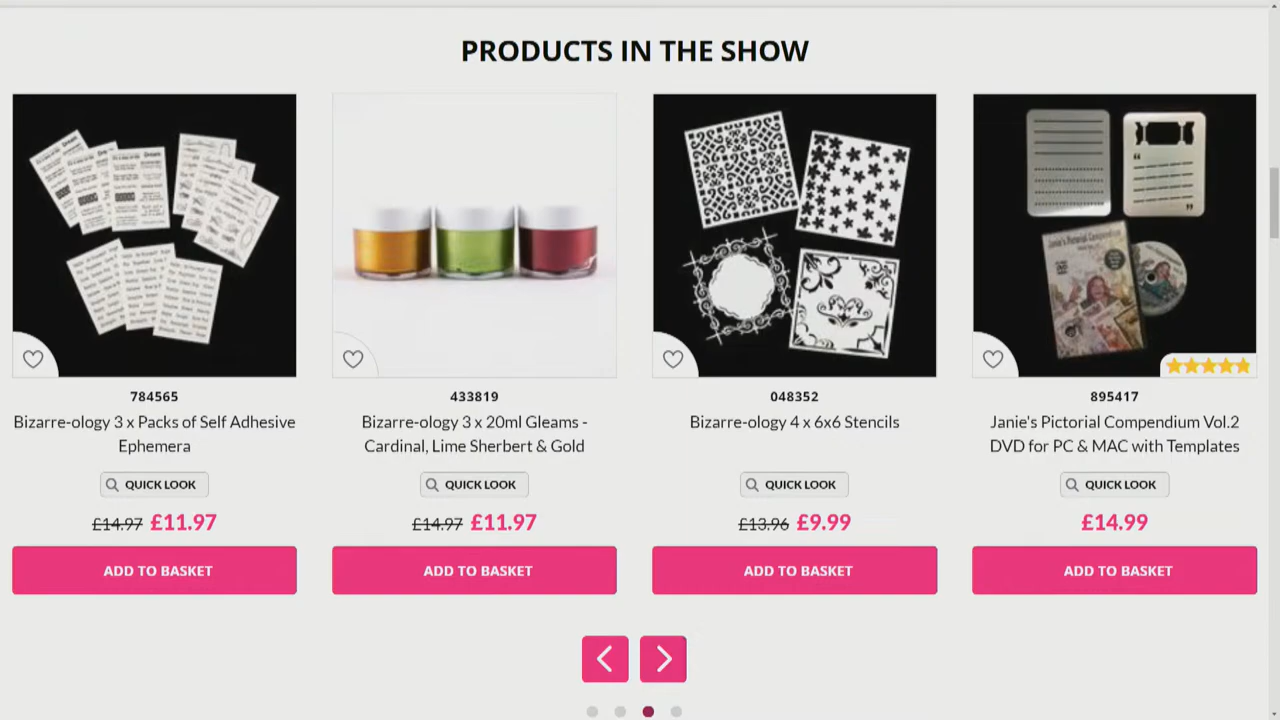 PRODUCTS IN THE SHOW
784565
Bizarre-ology 3 x Packs of Self Adhesive
Ephemera
QUICK LOOK
£14.97 £11.97
ADD TO BASKET
433819
Bizarre-ology 3 x 20ml Gleams -
Cardinal, Lime Sherbert & Gold
QUICK LOOK
£14.97 £11.97
ADD TO BASKET
048352
Bizarre-ology 4 x 6x6 Stencils
QUICK LOOK
£13.96 £9.99
ADD TO BASKET
Janie's Pictorial Compendium
895417
Janie's Pictorial Compendium Vol.2
DVD for PC & MAC with Templates
QUICK LOOK
£14.99
ADD TO BASKET